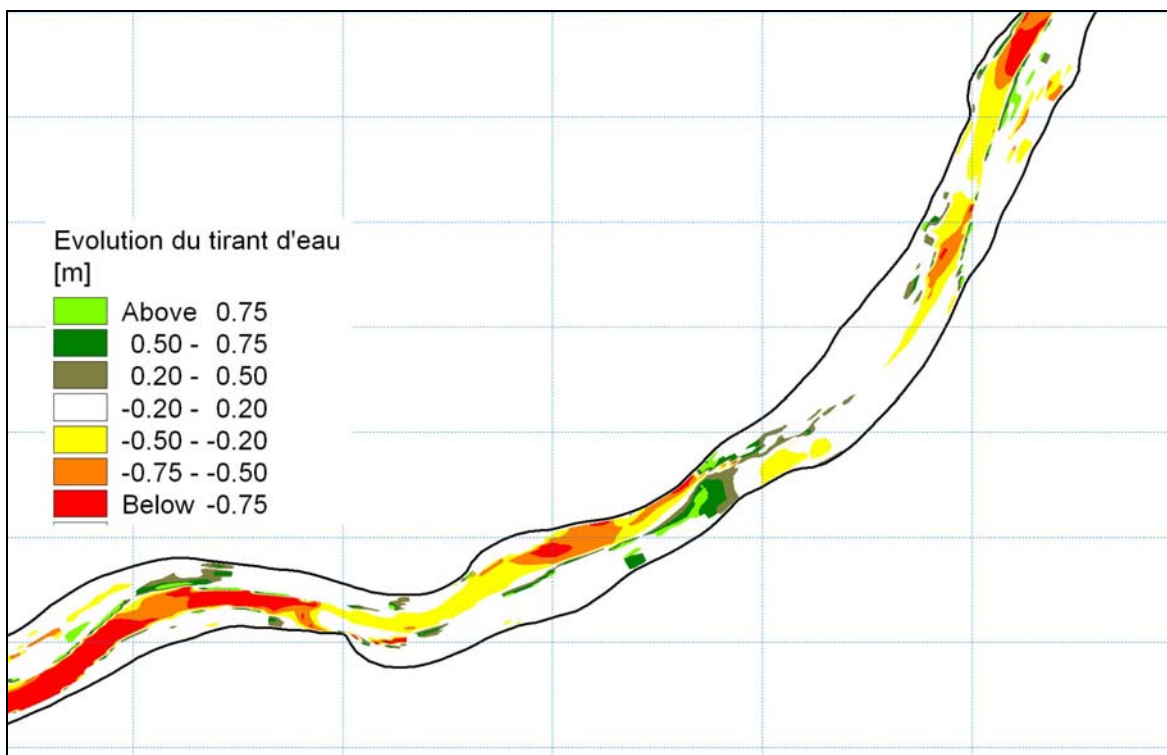 Evolution du tirant d'eau
[m]
Above 0.75
0.50 - 0.75
0.20 - 0.50
-0.20 - 0.20
-0.50 - -0.20
-0.75 - -0.50
Below -0.75